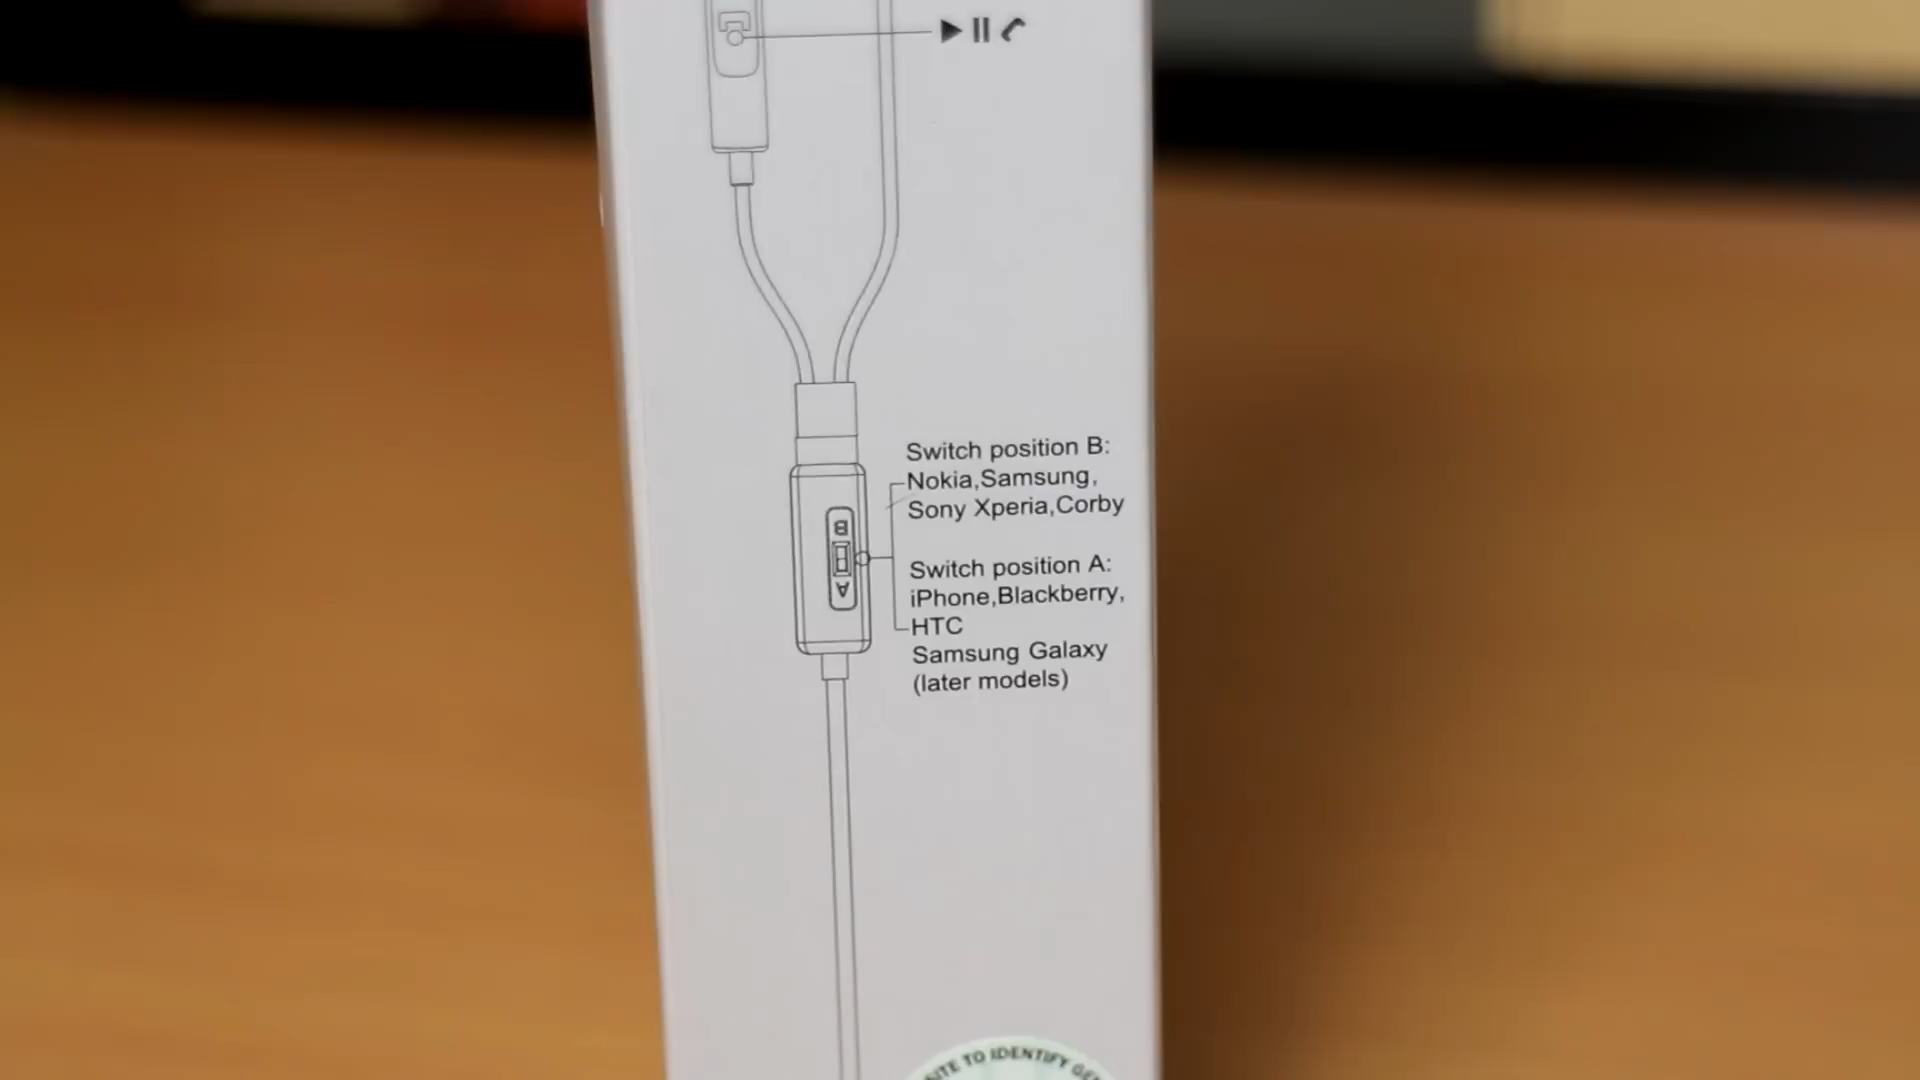 Switch position B:
Nokia,Samsung,
Sony Xperia,Corby
B
A
Switch position A:
iPhone,Blackberry,
HTC
Samsung Galaxy
(later models)
TO IDENTIFY